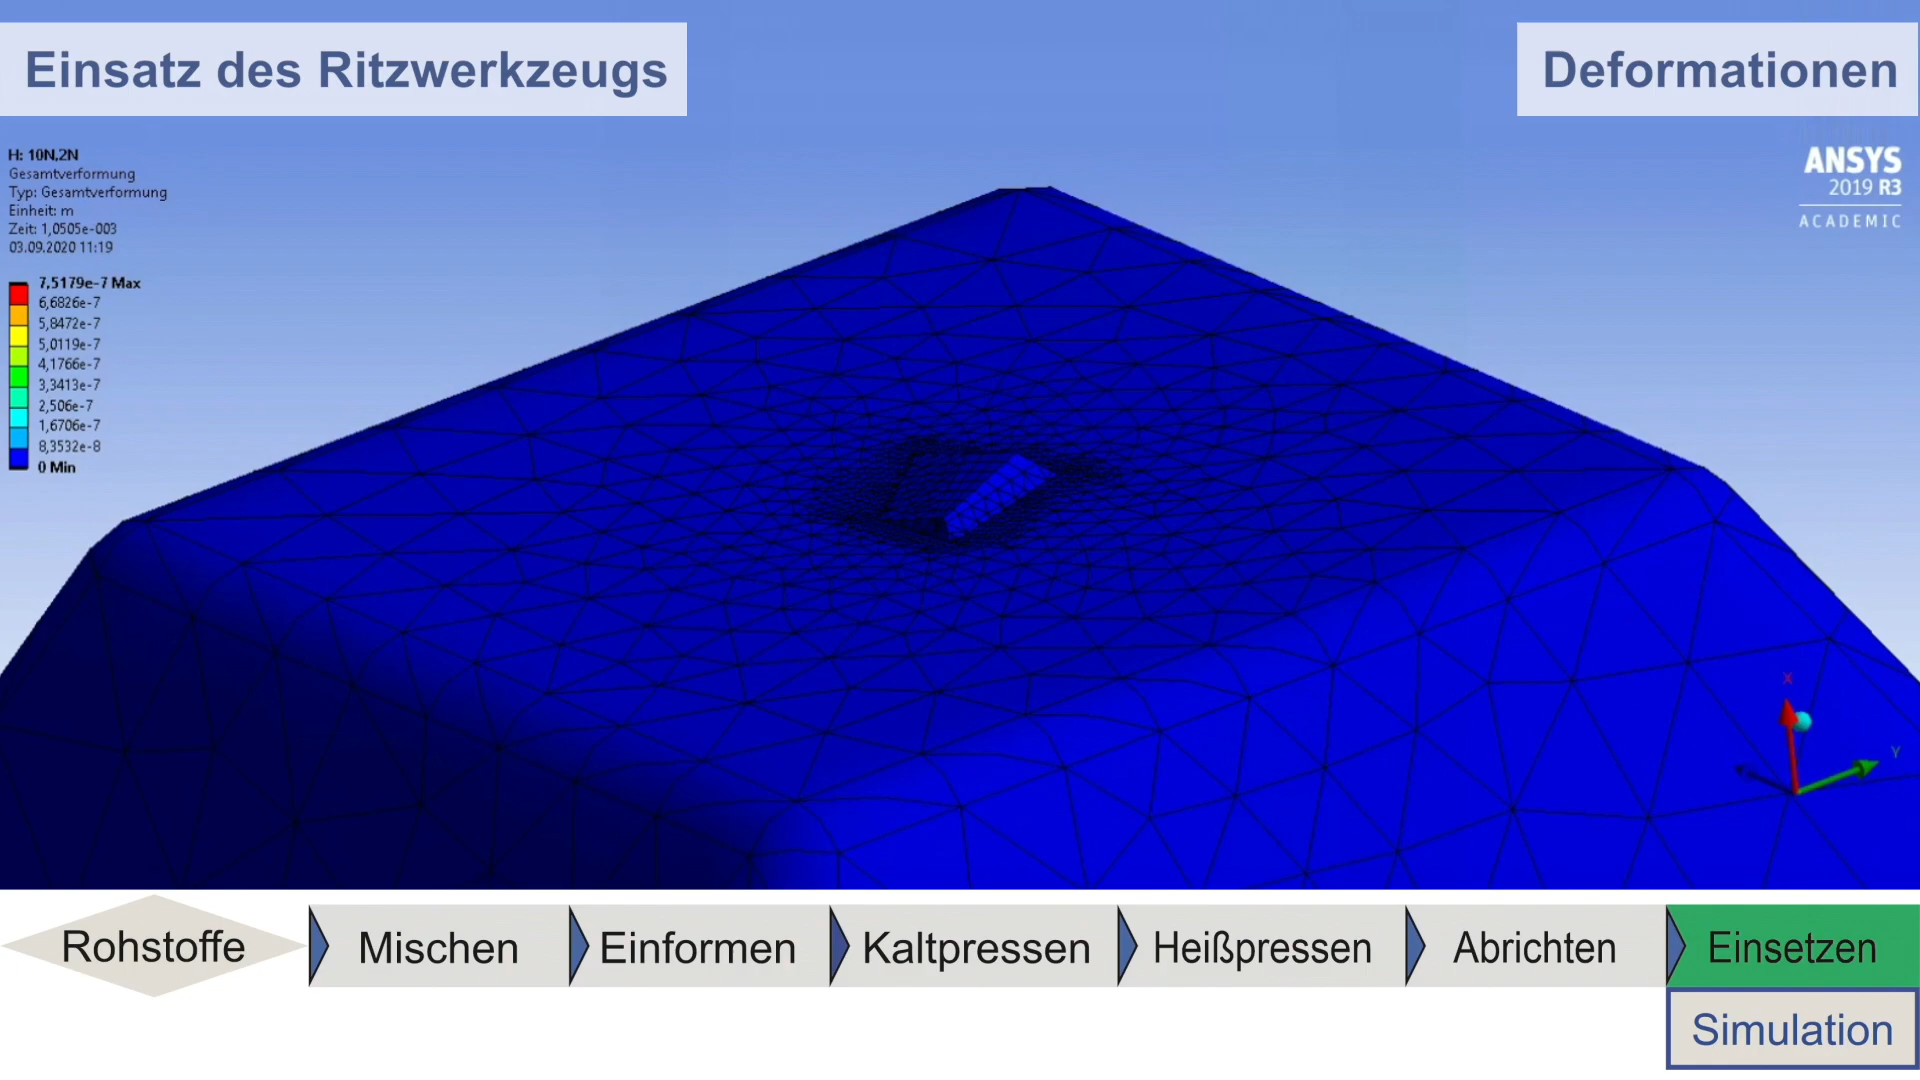 Einsatz des Ritzwerkzeugs
Deformationen
H: 10N,2N
Gesamtverformung
Typ: Gesamtverformung
Einheit: m
Zeit: 1,0505e-003
03.09.2020 11:19
7,5179e-7 Max
6,6826e-7
5,8472e-7
5,0119e-7
4,1766e-7
3,3413e-7
2,506e-7
1,6706e-7
8,3532e-8
0 Min
ANSYS
2019 R3
ACADEMIC
X
Y
Rohstoffe
Mischen
Einformen
Kaltpressen
Heißpressen
Abrichten
Einsetzen
Simulation